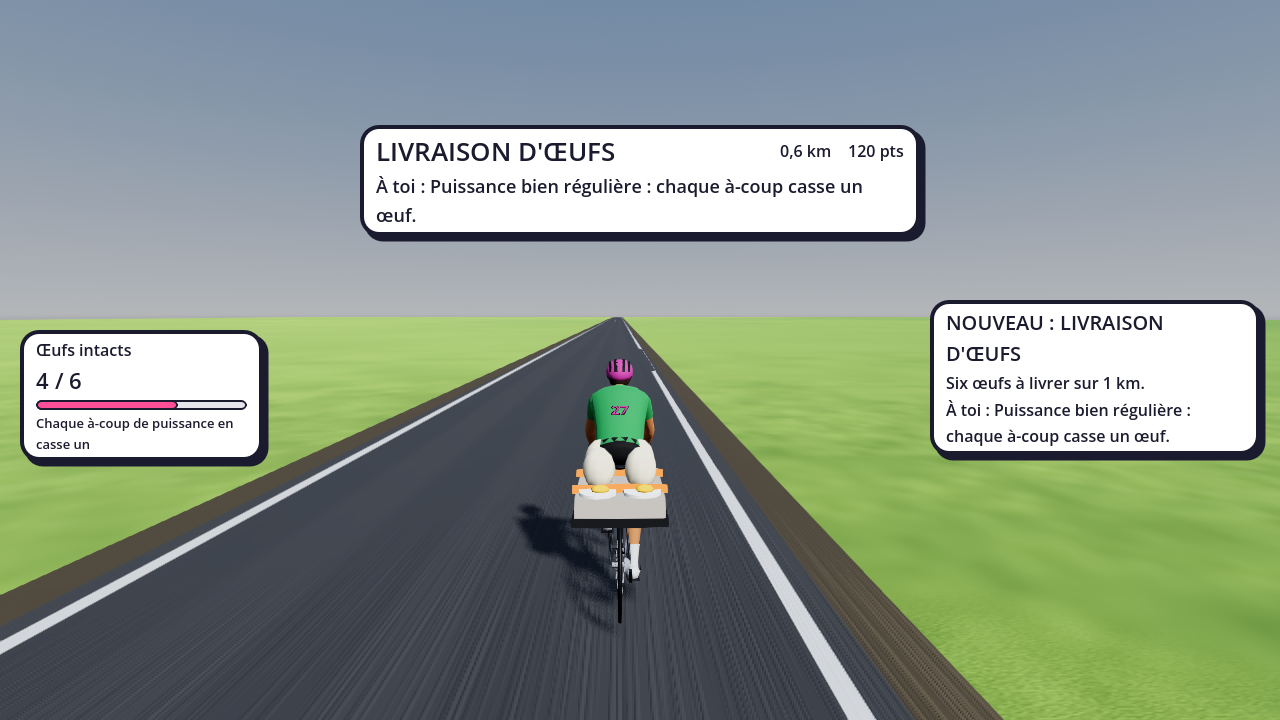 LIVRAISON D'ŒUFS 0,6 km 120 pts
À toi : Puissance bien régulière : chaque à-coup casse un
œuf.
Œufs intacts
4 / 6
Chaque à-coup de puissance en
casse un
NOUVEAU : LIVRAISON
D'ŒUFS
Six œufs à livrer sur 1 km.
À toi : Puissance bien régulière :
chaque à-coup casse un œuf.
27